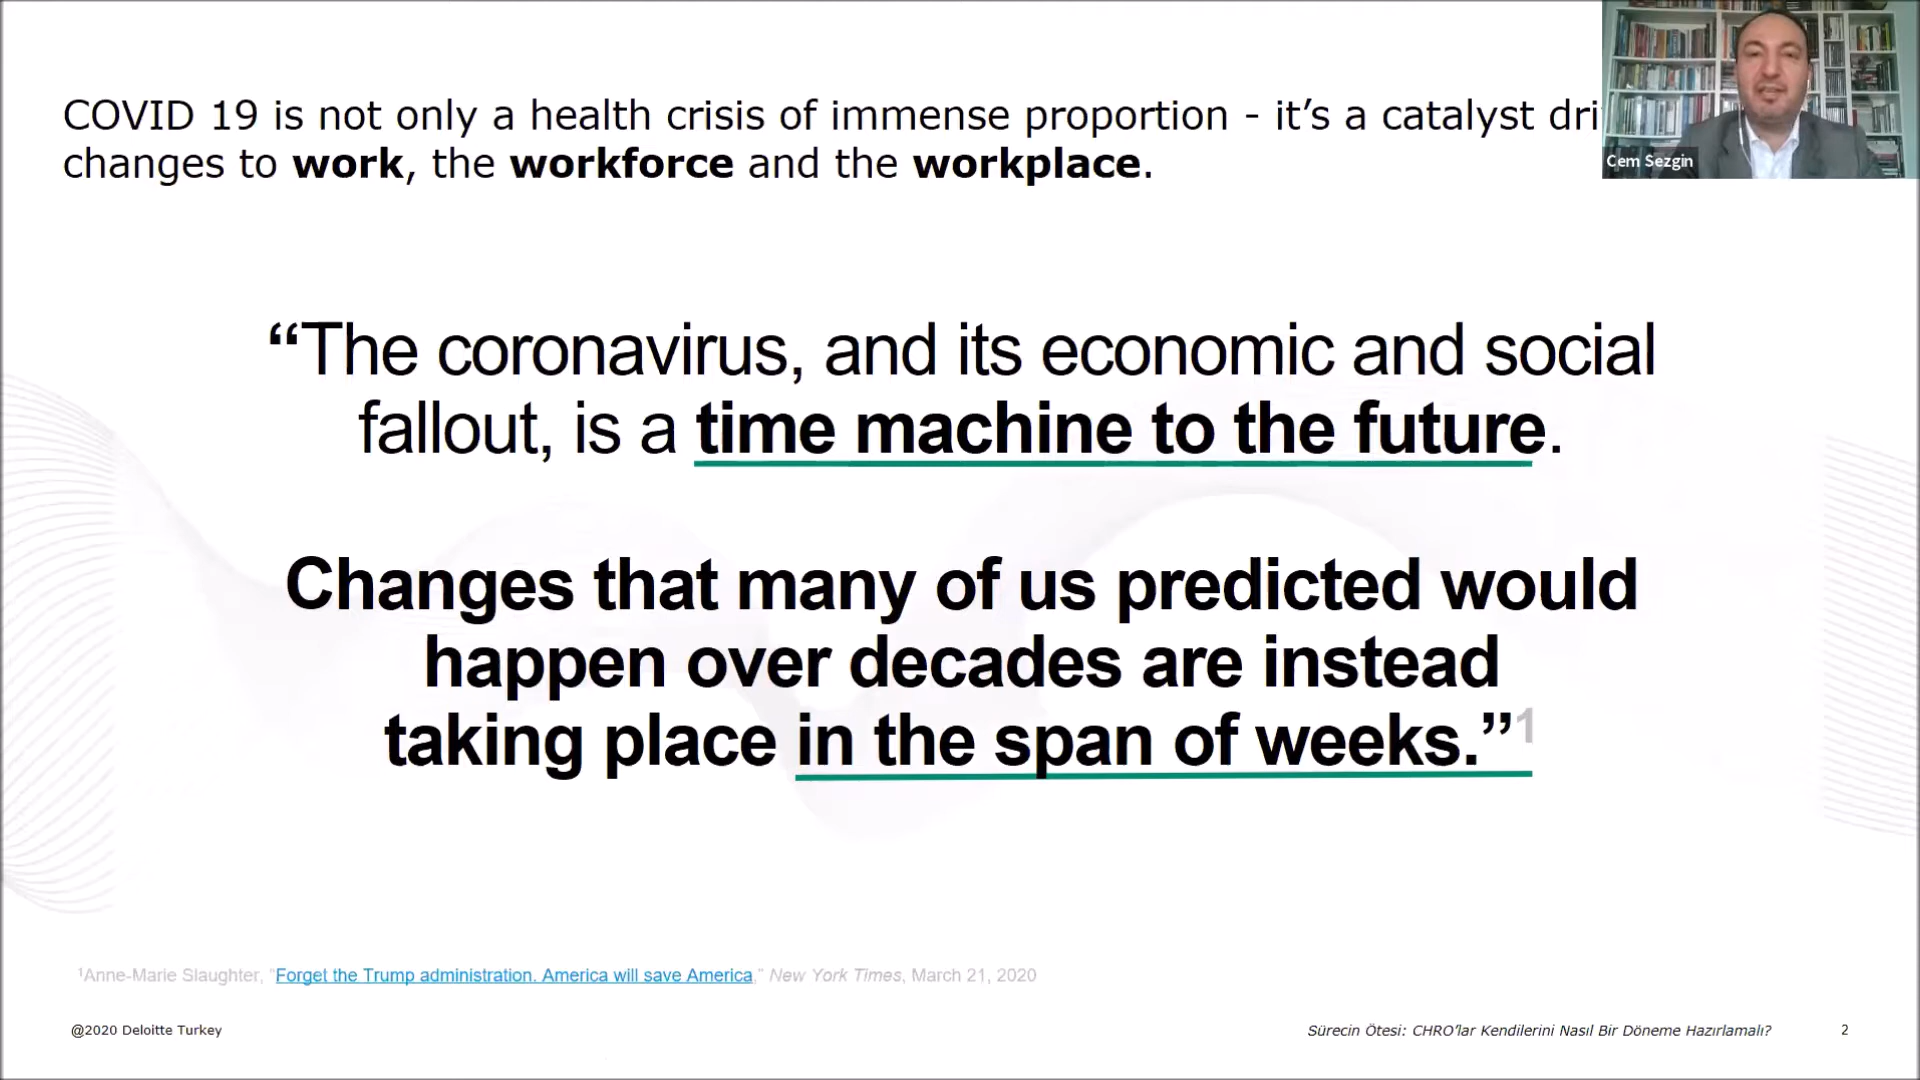 COVID 19 is not only a health crisis of immense proportion - it’s a catalyst
changes to work, the workforce and the workplace.
Cem Sezgin
“The coronavirus, and its economic and social
fallout, is a time machine to the future.
Changes that many of us predicted would
happen over decades are instead
taking place in the span of weeks.”1
1Anne-Marie Slaughter, “Forget the Trump administration. America will save America,” New York Times, March 21, 2020
@2020 Deloitte Turkey
Sürecin Ötesi: CHRO’lar Kendilerini Nasıl Bir Döneme Hazırlamalı?
2